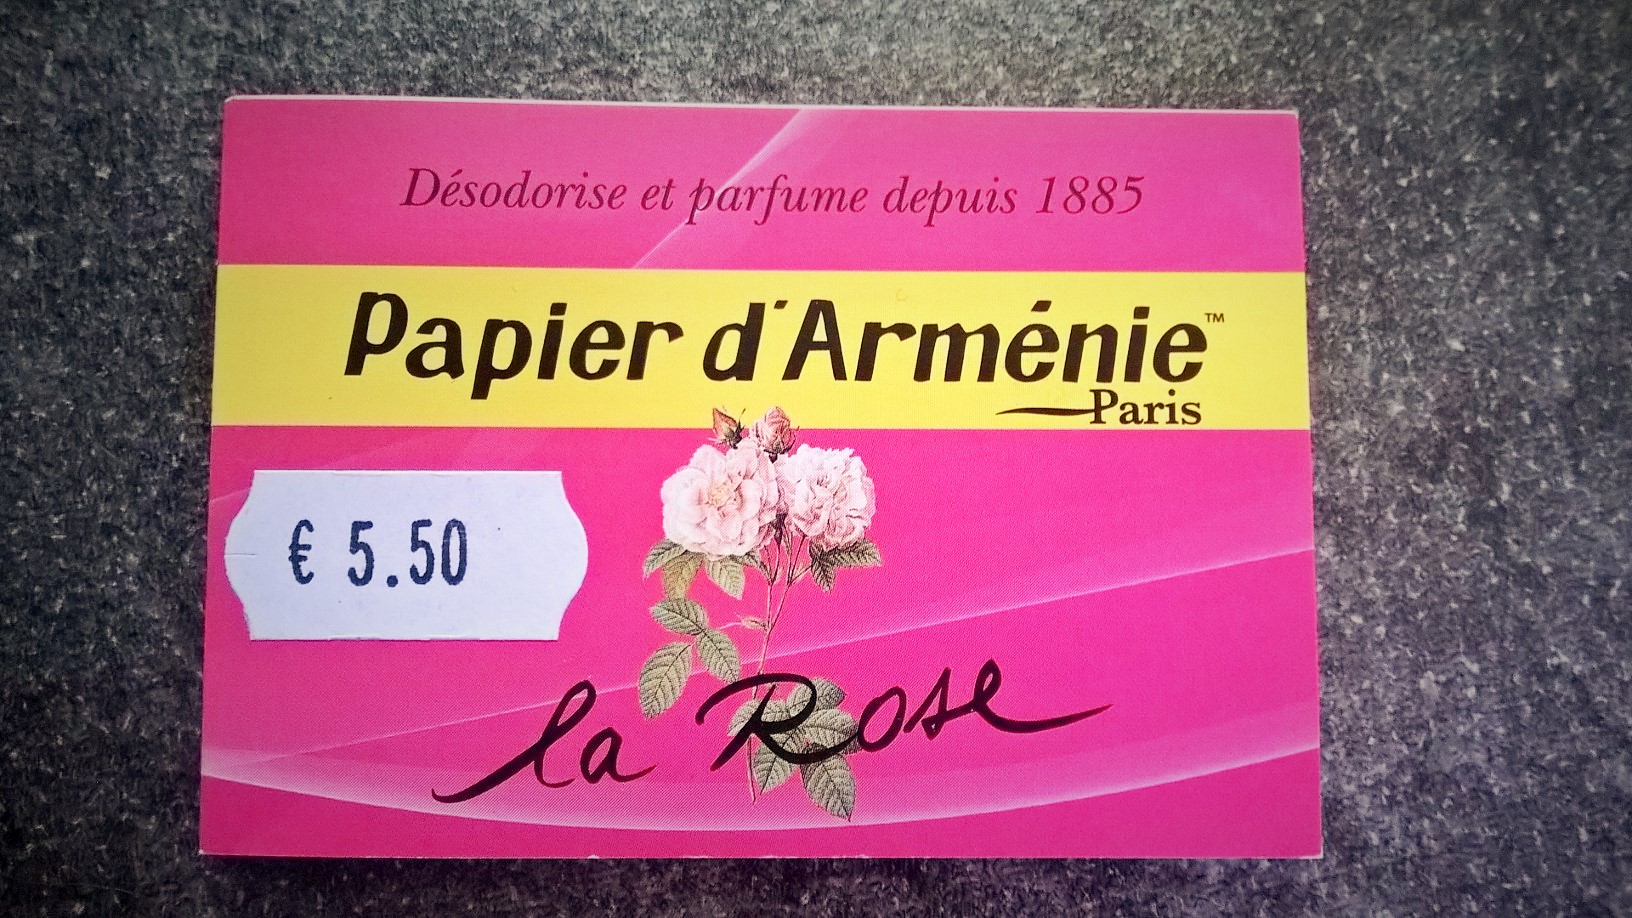 Désodorise et parfume depuis 1885
Papier d'Arménie™
Paris
€ 5.50
la Rose